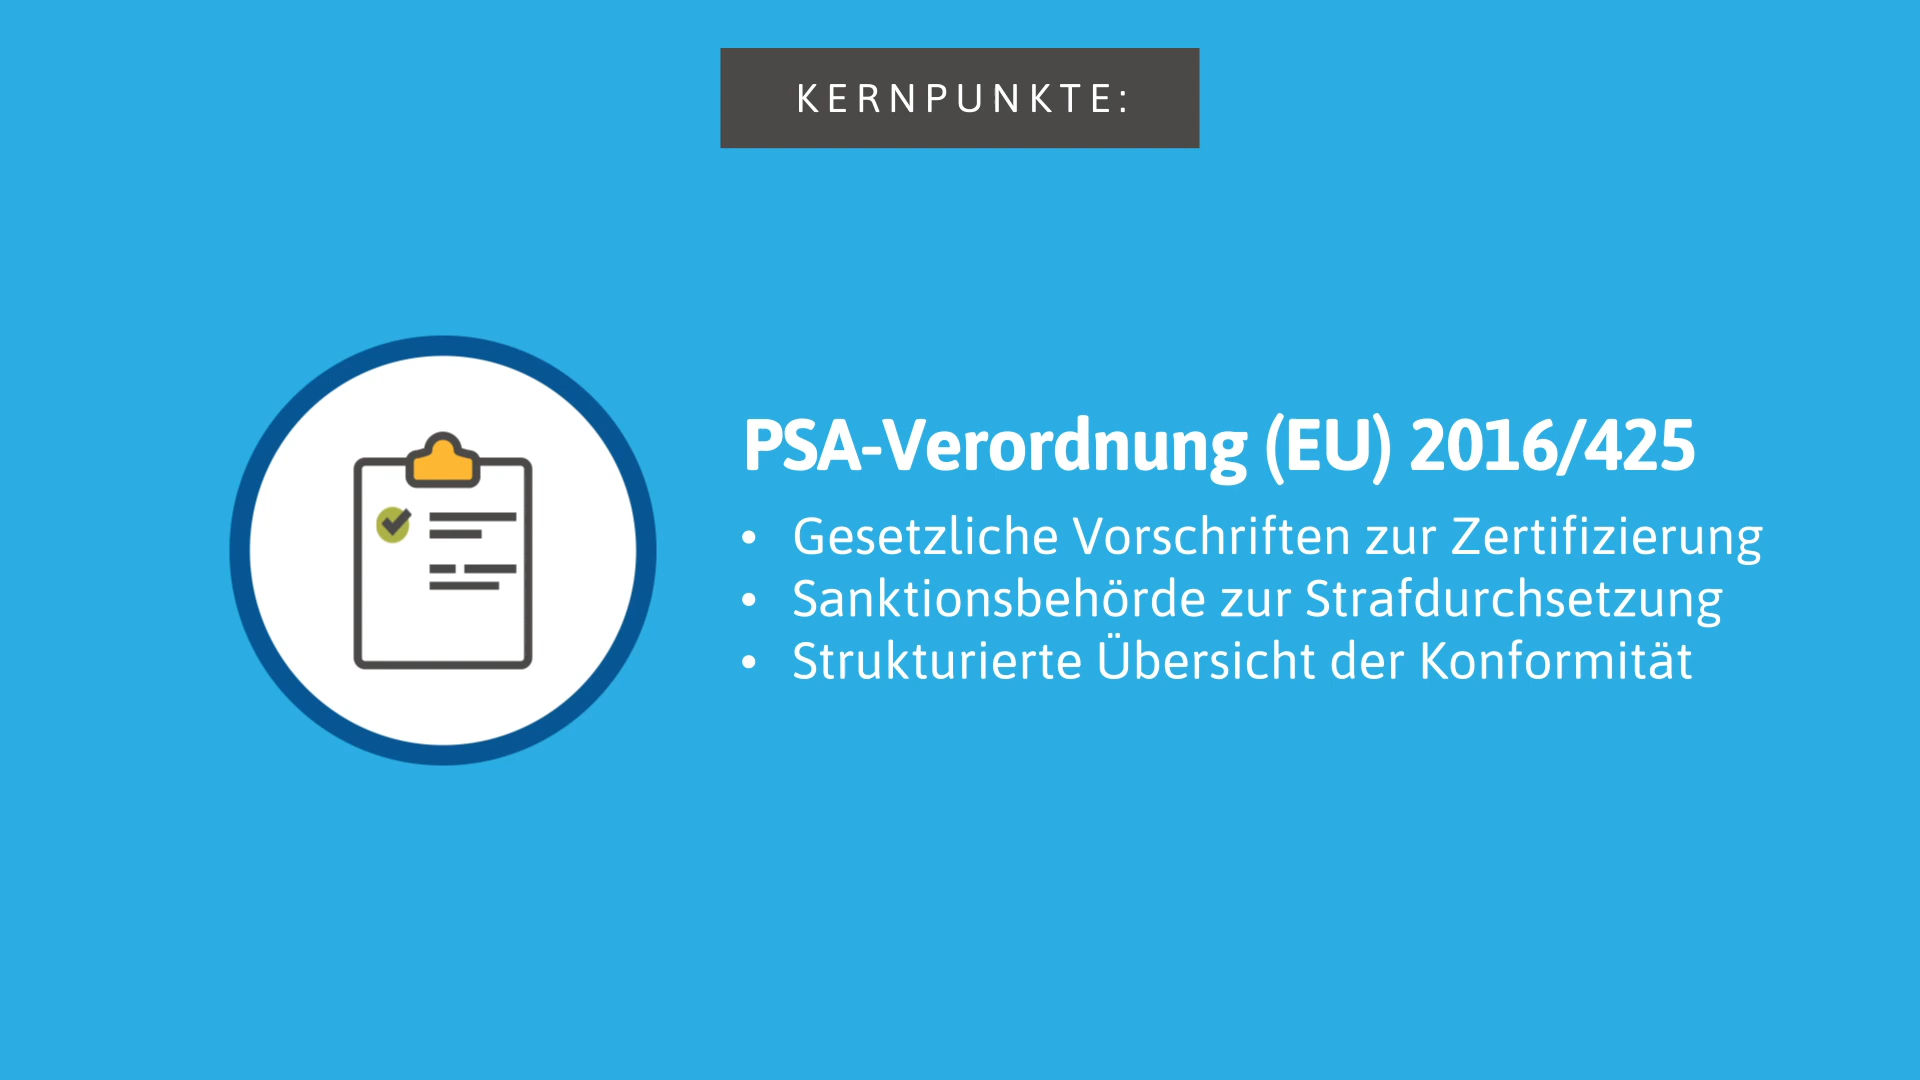 KERNPUNKTE:
PSA-Verordnung (EU) 2016/425
• Gesetzliche Vorschriften zur Zertifizierung
• Sanktionsbehörde zur Strafdurchsetzung
• Strukturierte Übersicht der Konformität